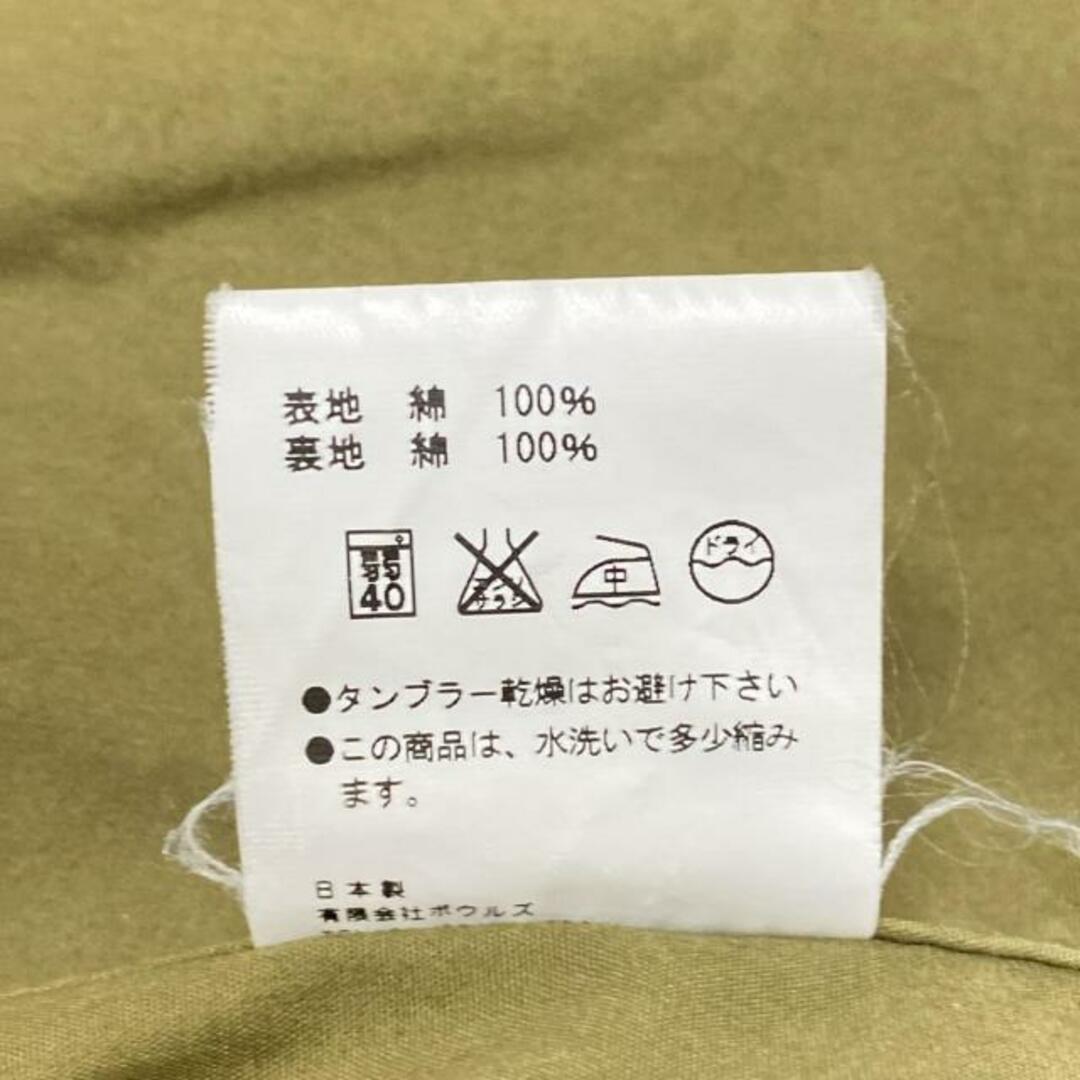 表地 綿 100%
裏地 綿 100%
40
中
ドライ
●タンブラー乾燥はお避け下さい
●この商品は、水洗いで多少縮み
ます。
日本製
有限会社ボウルズ